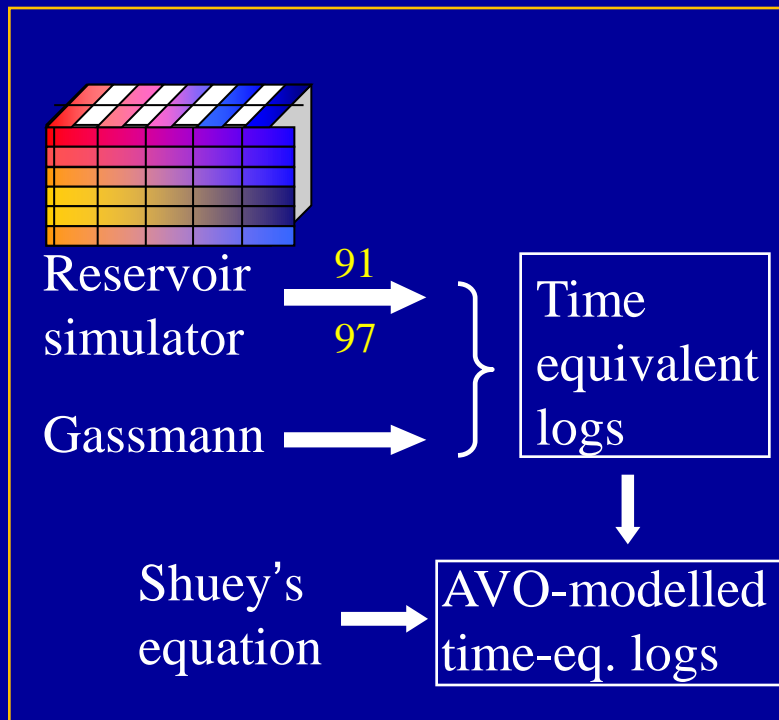 Reservoir
simulator
91
97
Gassmann
Time
equivalent
logs
Shuey’s
equation
AVO-modelled
time-eq. logs